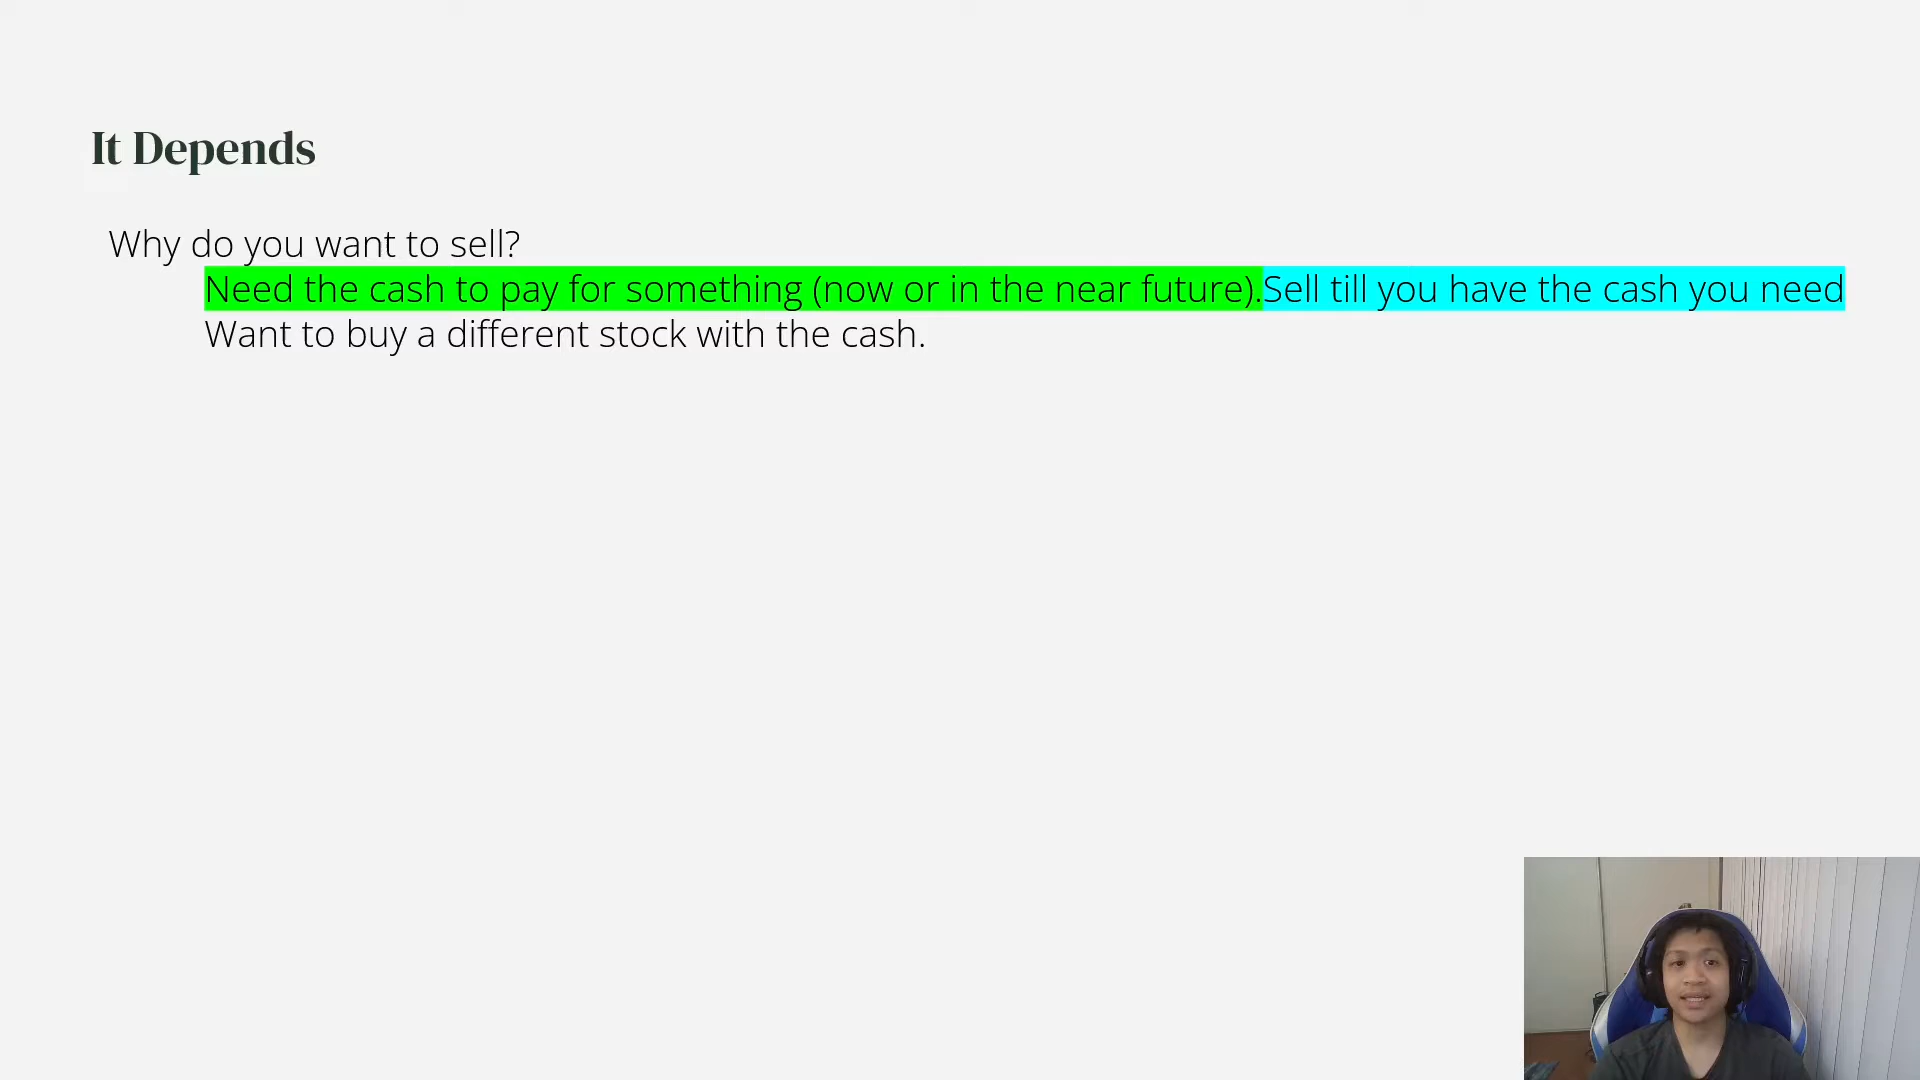 It Depends
Why do you want to sell?
Need the cash to pay for something (now or in the near future).Sell till you have the cash you need
Want to buy a different stock with the cash.